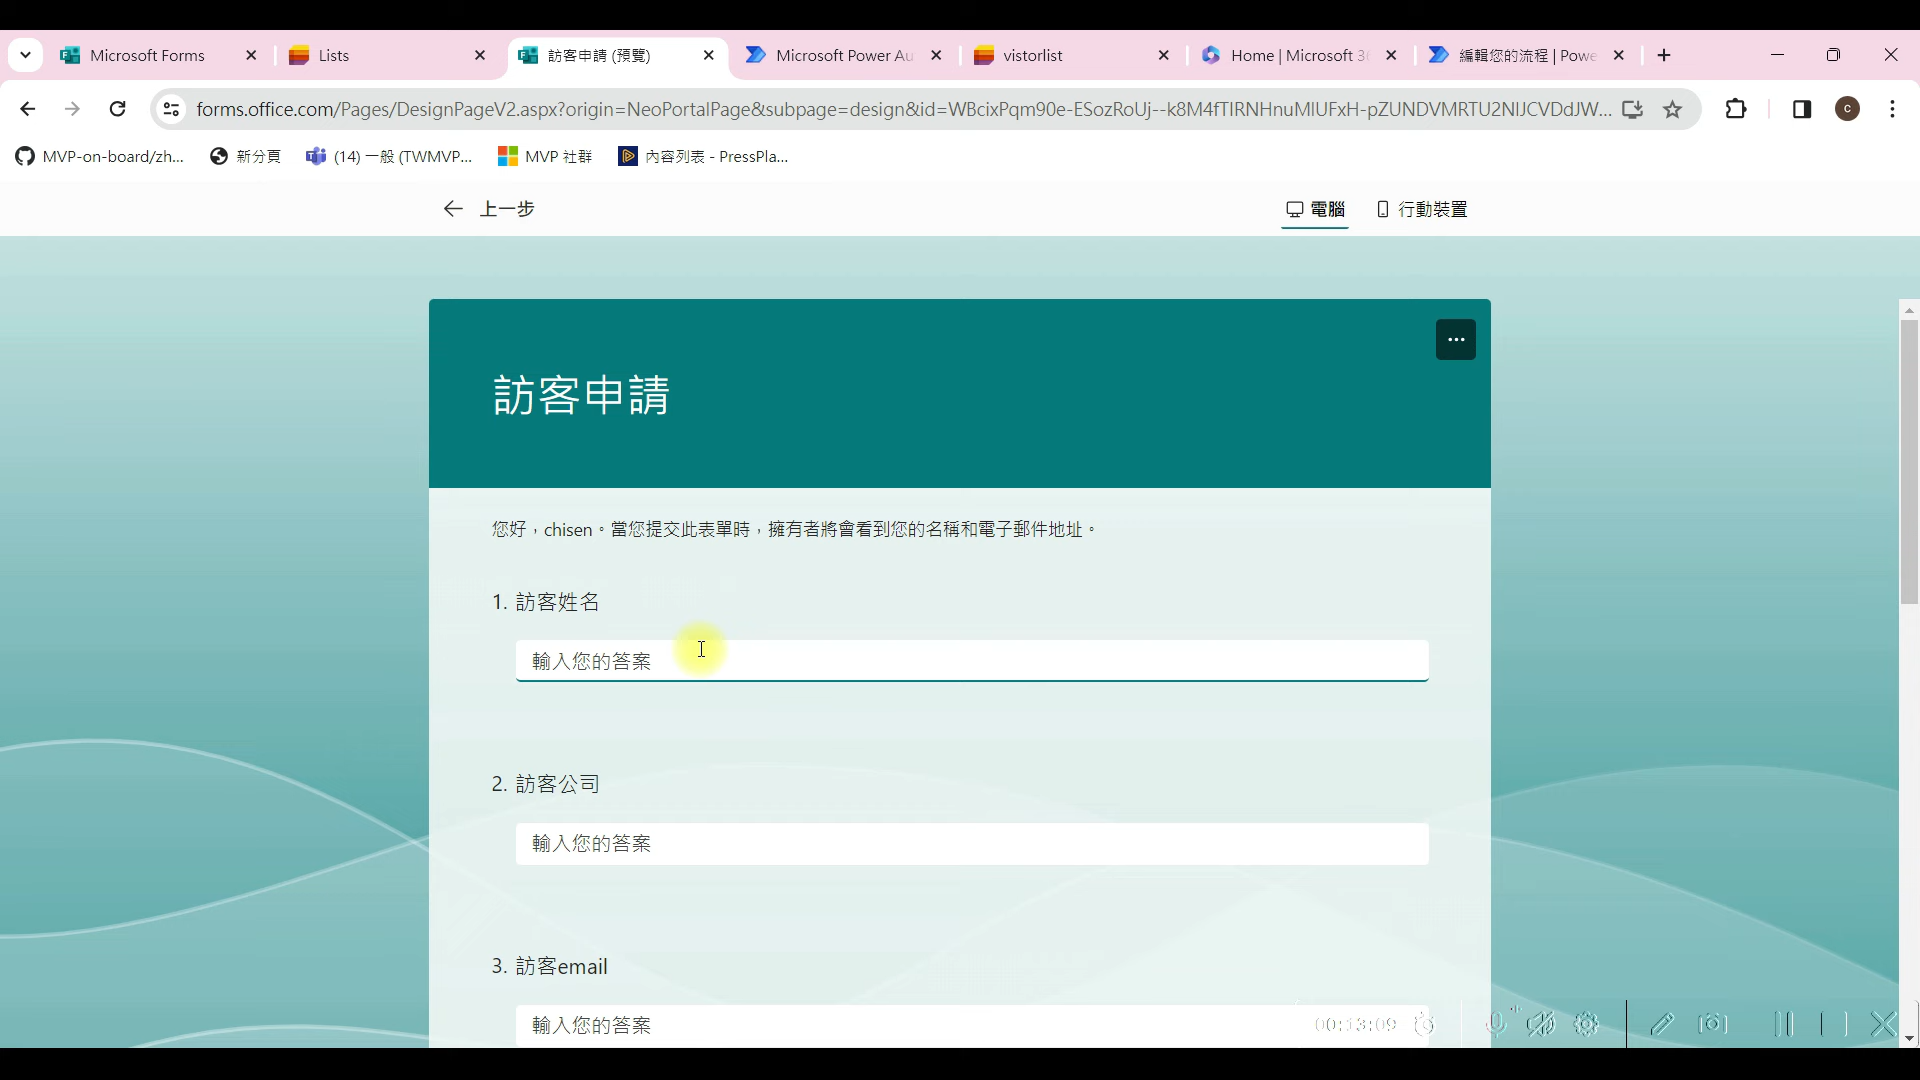 Microsoft Forms
Lists
訪客申請 (預覽)
Microsoft Power Au
vistorlist
Home | Microsoft 36
編輯您的流程 | Powe
forms.office.com/Pages/DesignPageV2.aspx?origin=NeoPortalPage&subpage=design&id=WBcixPqm90e-ESozRoUj--k8M4fTIRNHnuMlUFxH-pZUNDVMRTU2NlJCVDdJW...
C
MVP-on-board/zh...
新分頁
(14) 一般 (TWMVP...
MVP 社群
內容列表 - PressPla...
上一步
電腦
行動裝置
訪客申請
您好，chisen。當您提交此表單時，擁有者將會看到您的名稱和電子郵件地址。
1. 訪客姓名
輸入您的答案
2. 訪客公司
輸入您的答案
3. 訪客email
輸入您的答案
00:13:09